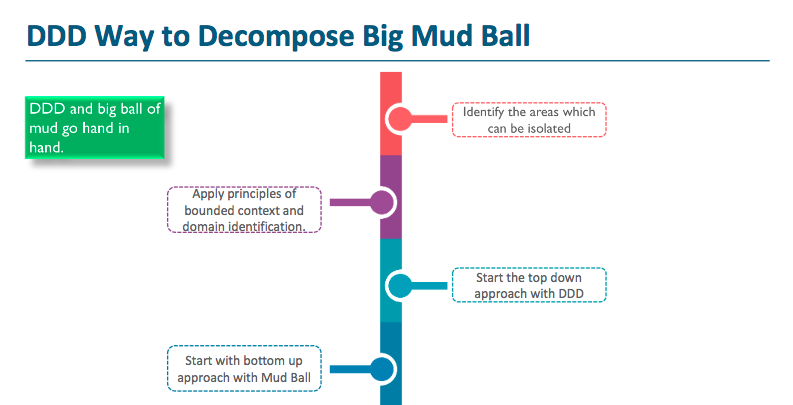 DDD Way to Decompose Big Mud Ball
DDD and big ball of
mud go hand in
hand.
Identify the areas which
can be isolated
Apply principles of
bounded context and
domain identification.
Start the top down
approach with DDD
Start with bottom up
approach with Mud Ball